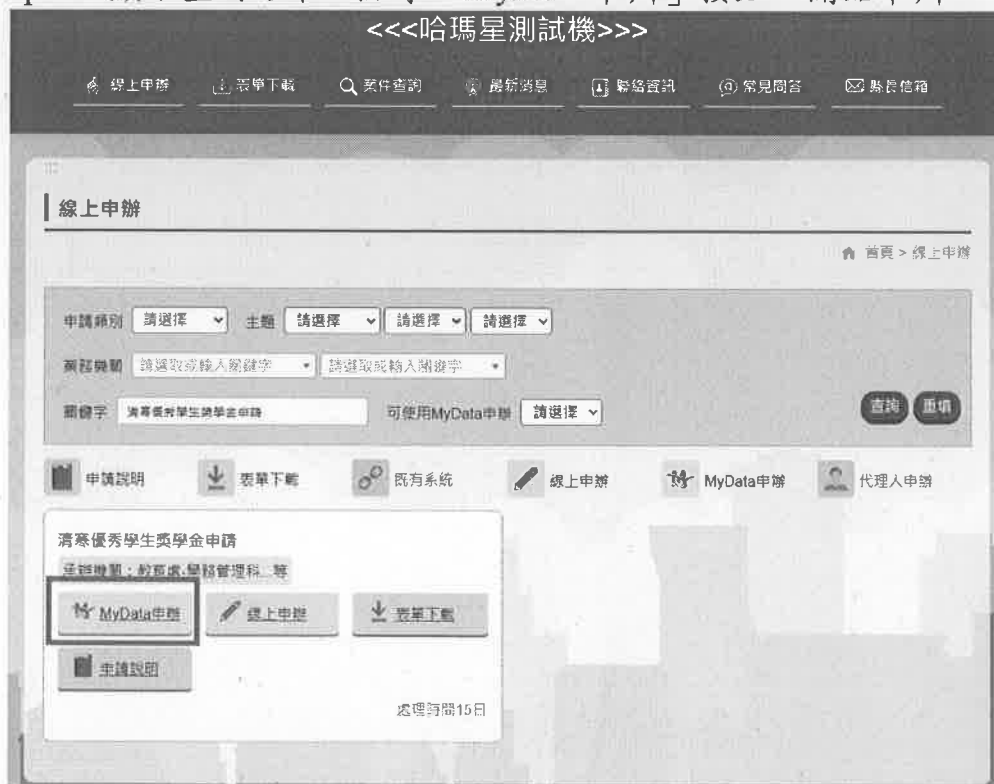 <<<哈瑪星測試機>>>
線上申辦 表單下載 案件查詢 最新消息 聯絡資訊 常見問答 縣長信箱
線上申辦
首頁 > 線上申辦
申請類別 請選擇 主題 請選擇 請選擇 請選擇
業務機關 請選取或輸入關鍵字 請選取或輸入關鍵字
關鍵字 清寒優秀學生獎學金申請 可使用MyData申辦 請選擇 查詢 重填
申請說明 表單下載 既有系統 線上申辦 MyData申辦 代理人申辦
清寒優秀學生獎學金申請
承辦機關：教育處-學務管理科...等
MyData申辦 線上申辦 表單下載
申請說明
處理時間15日